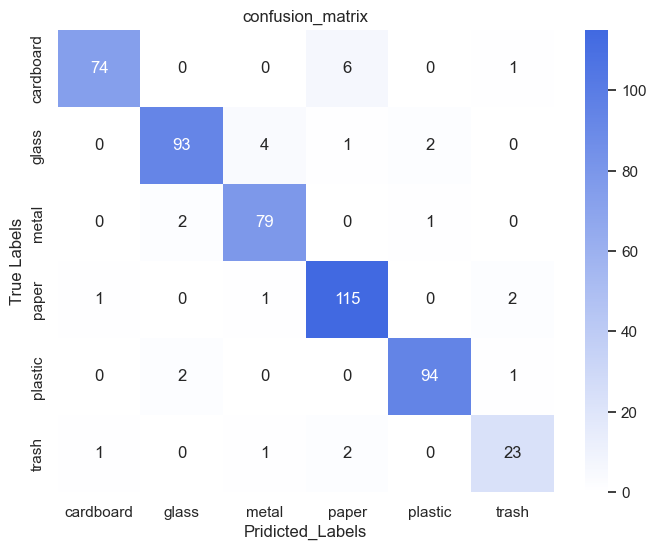 confusion_matrix
cardboard 74 0 0 6 0 1
glass 0 93 4 1 2 0
metal 0 2 79 0 1 0
paper 1 0 1 115 0 2
plastic 0 2 0 0 94 1
trash 1 0 1 2 0 23
True Labels
cardboard glass metal paper plastic trash
Pridicted_Labels
100
80
60
40
20
0